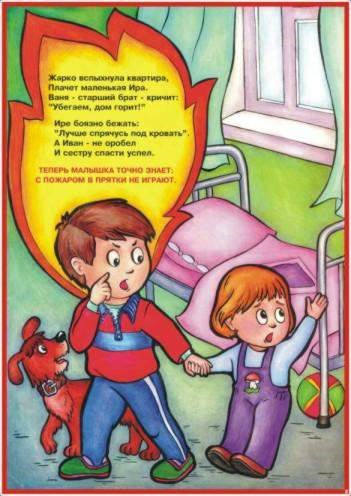 Жарко вспыхнула квартира,
Плачет маленькая Ира.
Ваня - старший брат - кричит:
"Убегаем, дом горит!"
Ире боязно бежать:
"Лучше спрячусь под кровать".
А Иван - не оробел
И сестру спасти успел.
ТЕПЕРЬ МАЛЫШКА ТОЧНО ЗНАЕТ:
С ПОЖАРОМ В ПРЯТКИ НЕ ИГРАЮТ.